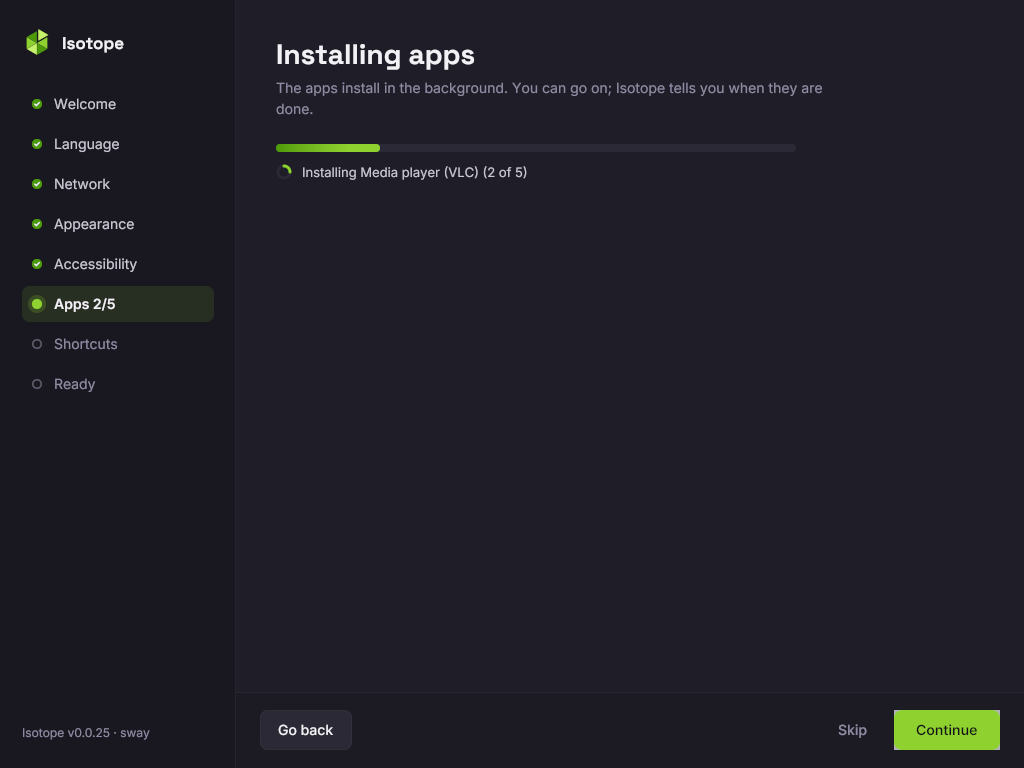 Isotope
Welcome
Language
Network
Appearance
Accessibility
Apps 2/5
Shortcuts
Ready
Isotope v0.0.25 · sway
Installing apps
The apps install in the background. You can go on; Isotope tells you when they are
done.
Installing Media player (VLC) (2 of 5)
Go back
Skip
Continue